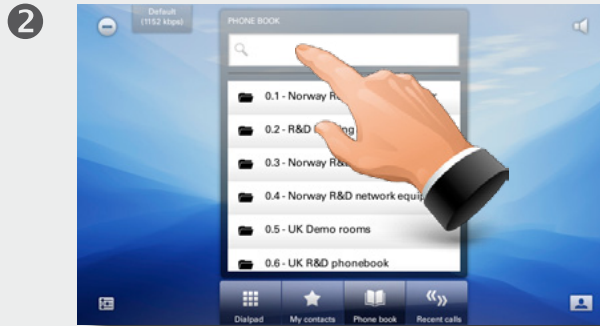 2
Default
(1152 kbps)
PHONE BOOK
0.1 - Norway
0.2 - R&D
0.3 - Norway
0.4 - Norway R&D network
0.5 - UK Demo rooms
0.6 - UK R&D phonebook
Dialpad My contacts Phone book Recent calls